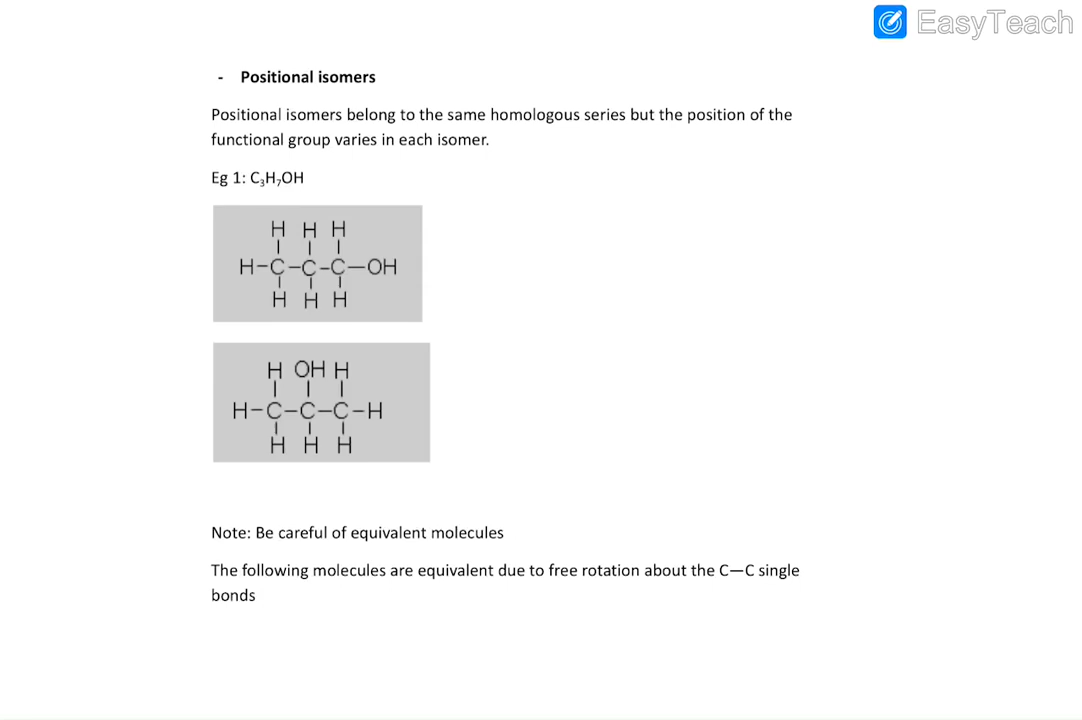 EasyTeach
- Positional isomers
Positional isomers belong to the same homologous series but the position of the
functional group varies in each isomer.
Eg 1: C₃H₇OH
H H H
H-C-C-C-OH
H H H
H OH H
H-C-C-C-H
H H H
Note: Be careful of equivalent molecules
The following molecules are equivalent due to free rotation about the C—C single
bonds